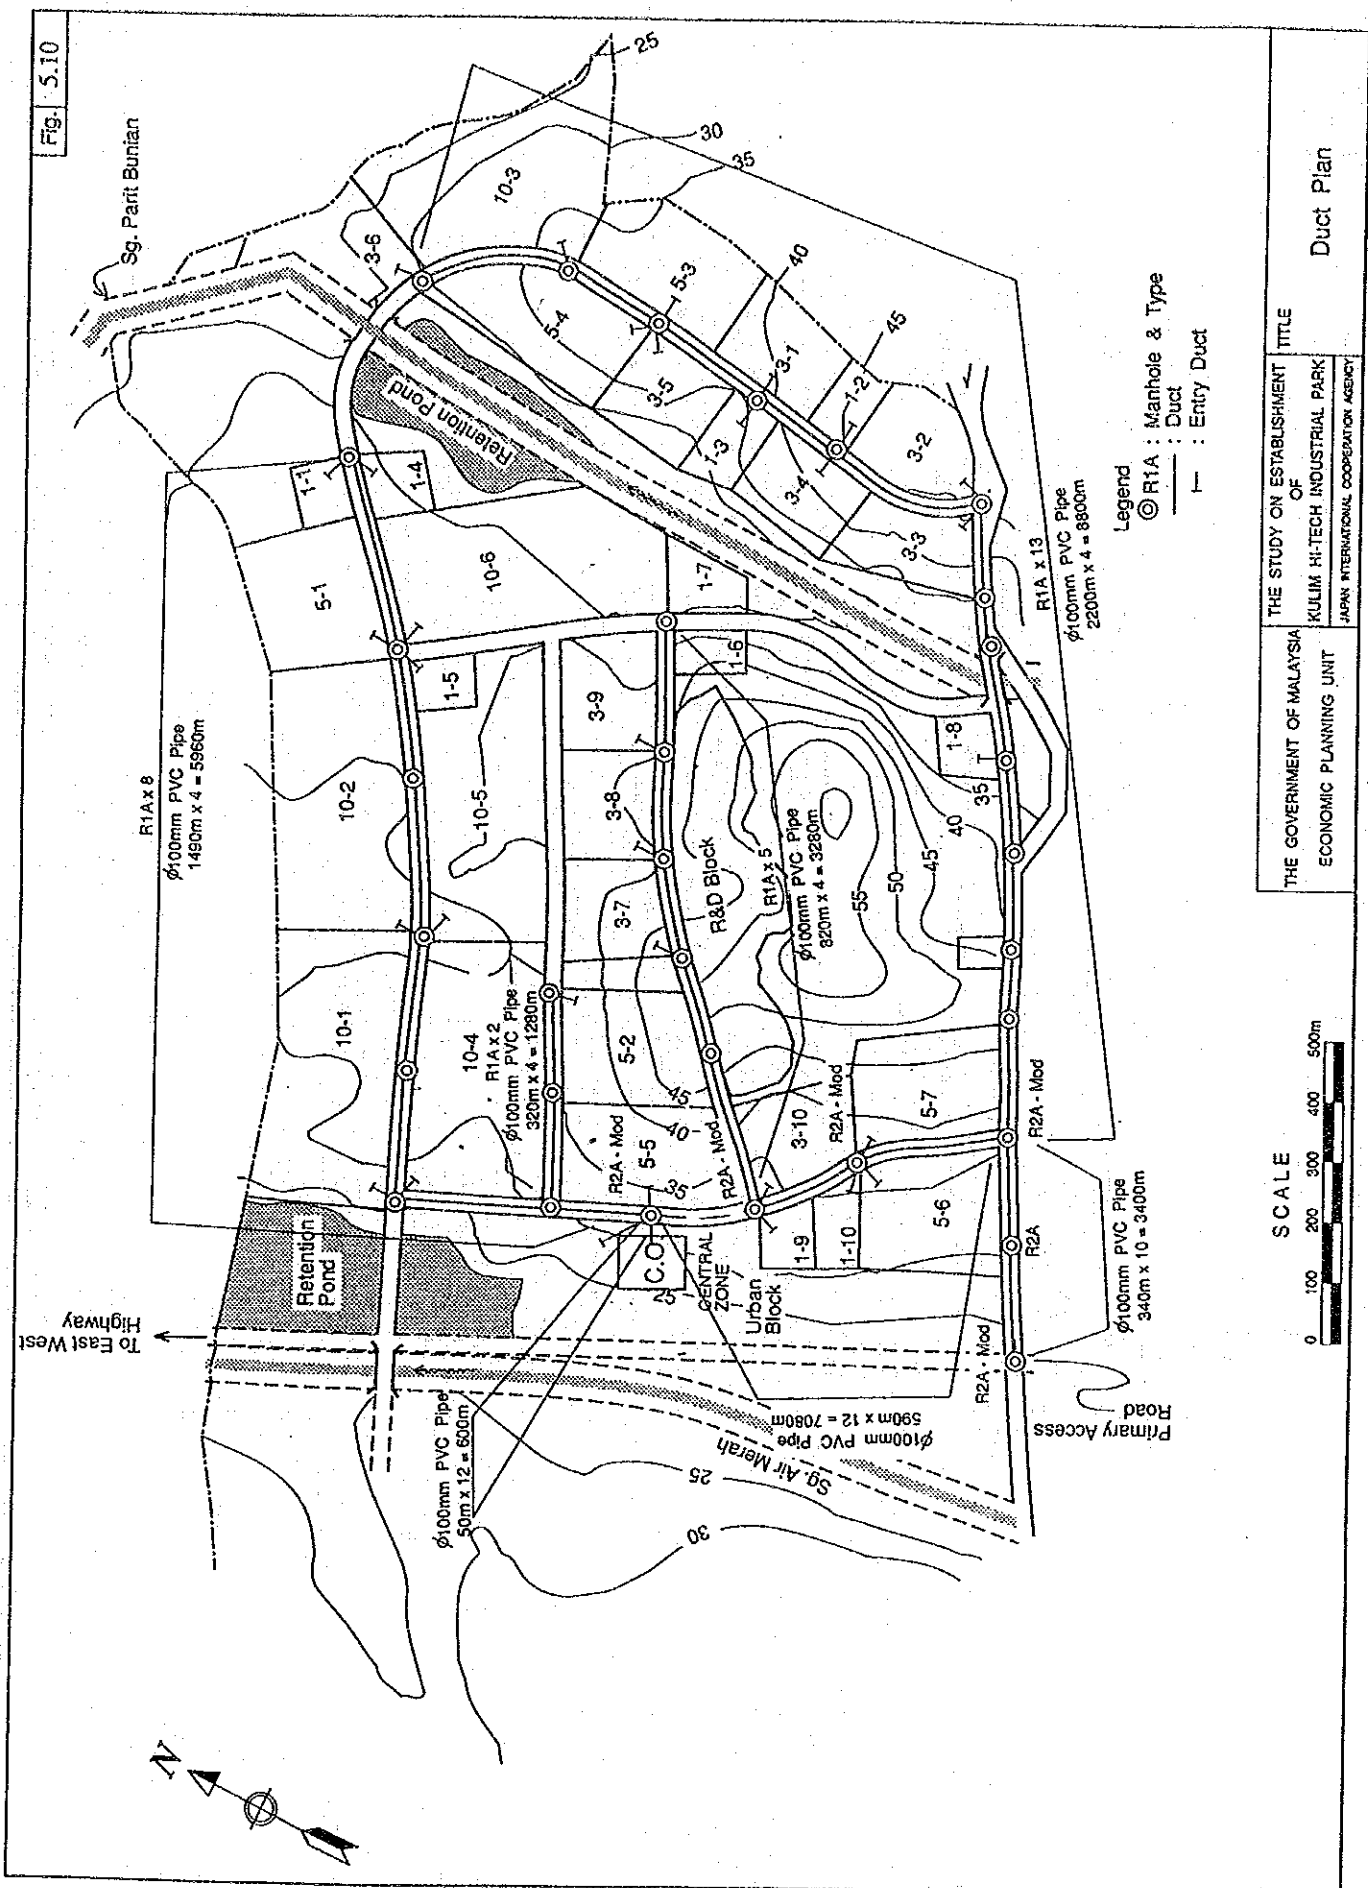 Fig. 5.10
Sg. Parit Bunian
25
30
35
40
45
10-3
3-6
5-3
5-4
3-5
3-1
1-2
1-3
3-4
3-2
3-3
Retention Pond
1-1
1-4
5-1
10-6
1-7
1-5
1-6
3-9
10-2
10-5
3-8
1-8
35
40
45
50
55
R&D Block
3-7
10-1
10-4
5-2
45
40
35
5-5
3-10
5-7
5-6
1-9
1-10
R1A x 8
φ100mm PVC Pipe
1490m x 4 = 5960m
R1A x 2
φ100mm PVC Pipe
320m x 4 = 1280m
R1A x 5
φ100mm PVC Pipe
820m x 4 = 3280m
R1A x 13
φ100mm PVC Pipe
2200m x 4 = 8800m
R2A - Mod
R2A - Mod
R2A - Mod
R2A - Mod
R2A
R2A - Mod
φ100mm PVC Pipe
340m x 10 = 3400m
φ100mm PVC Pipe
590m x 12 = 7080m
φ100mm PVC Pipe
50m x 12 = 600m
Retention
Pond
C.O
25
CENTRAL
ZONE
Urban
Block
To East West
Highway
Sg. Air Merah
25
30
Primary Access
Road
N
Legend
R1A : Manhole & Type
: Duct
: Entry Duct
SCALE
0 100 200 300 400 500m
THE GOVERNMENT OF MALAYSIA
ECONOMIC PLANNING UNIT
THE STUDY ON ESTABLISHMENT
OF
KULIM HI-TECH INDUSTRIAL PARK
JAPAN INTERNATIONAL COOPERATION AGENCY
TITLE
Duct Plan